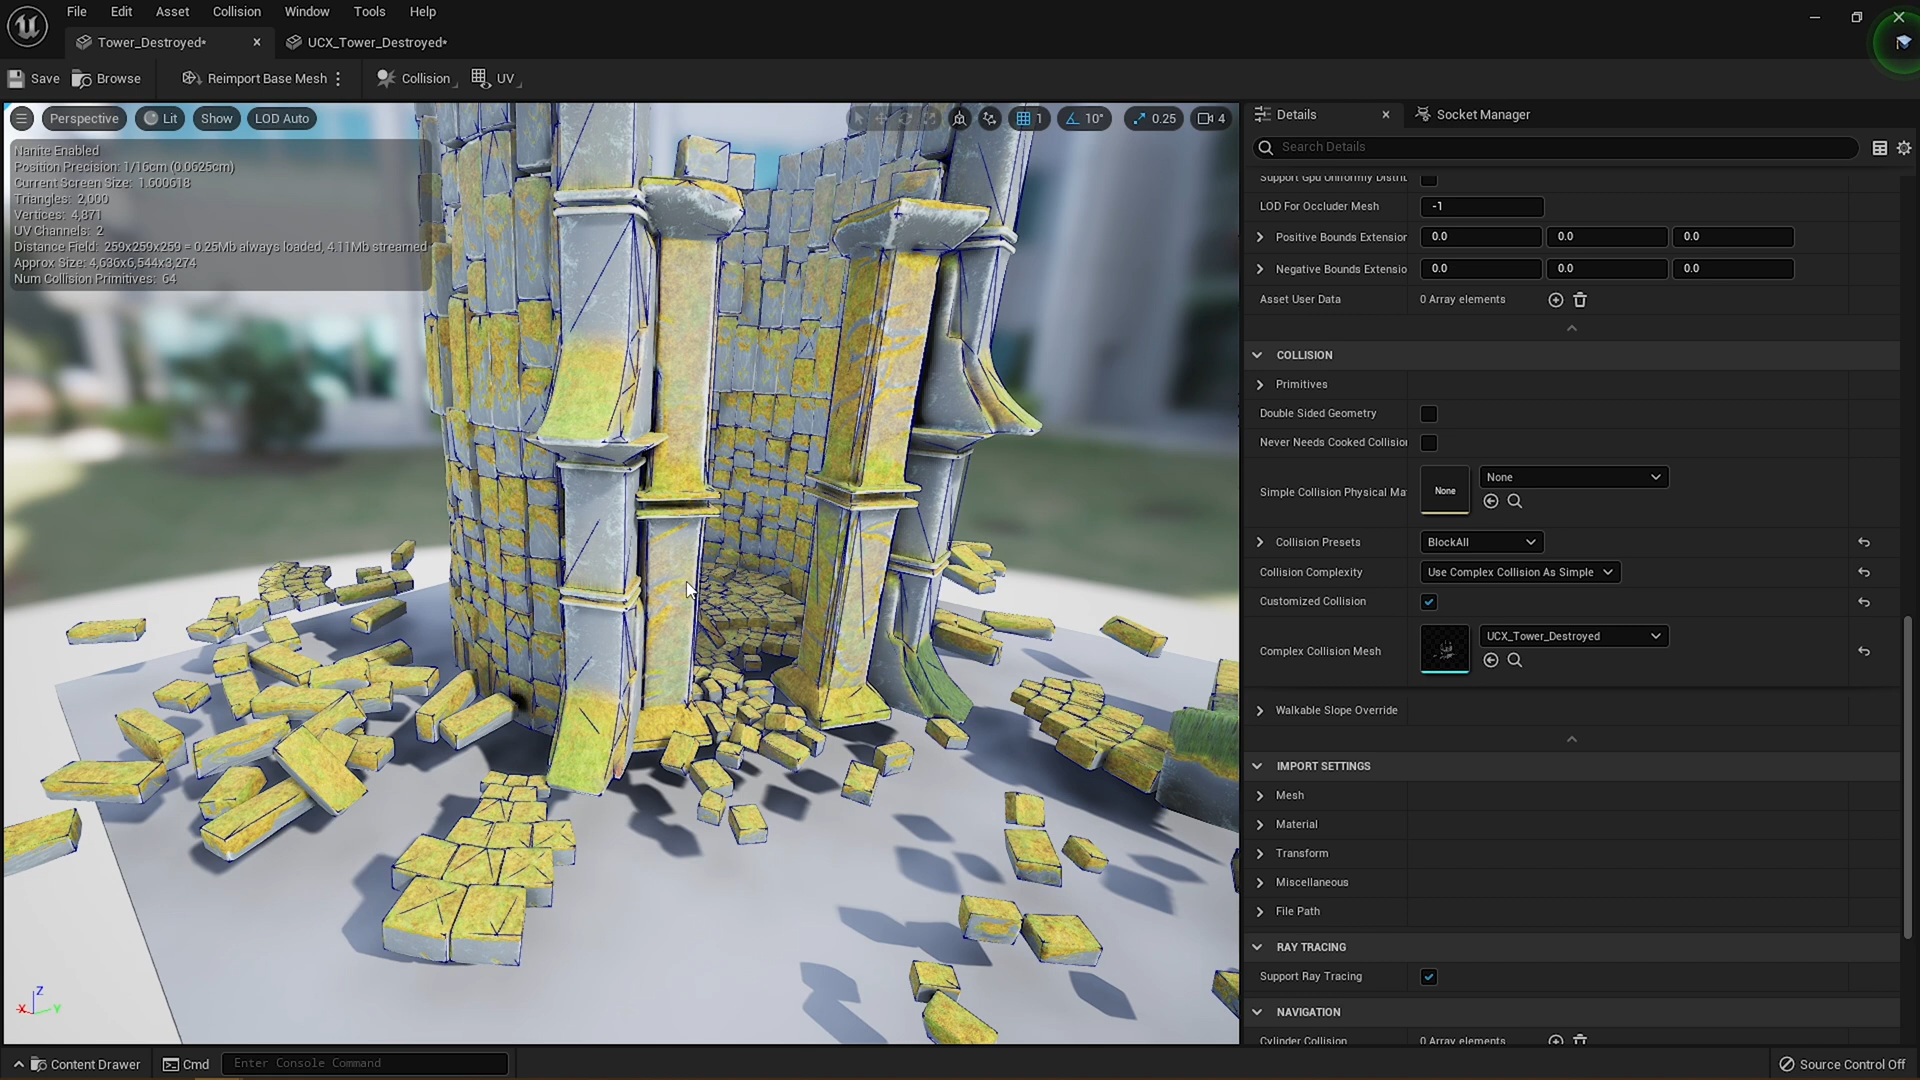 File Edit Asset Collision Window Tools Help
Tower_Destroyed* UCX_Tower_Destroyed*
Save Browse Reimport Base Mesh Collision UV
Perspective Lit Show LOD Auto 1 10° 0.25 4
Nanite Enabled
Position Precision: 1/16cm (0.0625cm)
Current Screen Size: 1.600618
Triangles: 2,000
Vertices: 4,871
UV Channels: 2
Distance Field: 259x259x259 = 0.25Mb always loaded, 4.11Mb streamed
Approx Size: 4,636x6,544x3,274
Num Collision Primitives: 64
Details Socket Manager
Search Details
Support Gpu Uniformly Distrib
LOD For Occluder Mesh -1
Positive Bounds Extension 0.0 0.0 0.0
Negative Bounds Extensio 0.0 0.0 0.0
Asset User Data 0 Array elements
COLLISION
Primitives
Double Sided Geometry
Never Needs Cooked Collision
None
Simple Collision Physical Ma None
Collision Presets BlockAll
Collision Complexity Use Complex Collision As Simple
Customized Collision
UCX_Tower_Destroyed
Complex Collision Mesh
Walkable Slope Override
IMPORT SETTINGS
Mesh
Material
Transform
Miscellaneous
File Path
RAY TRACING
Support Ray Tracing
NAVIGATION
Cylinder Collision 0 Array elements
X Y Z
Content Drawer Cmd Enter Console Command Source Control Off